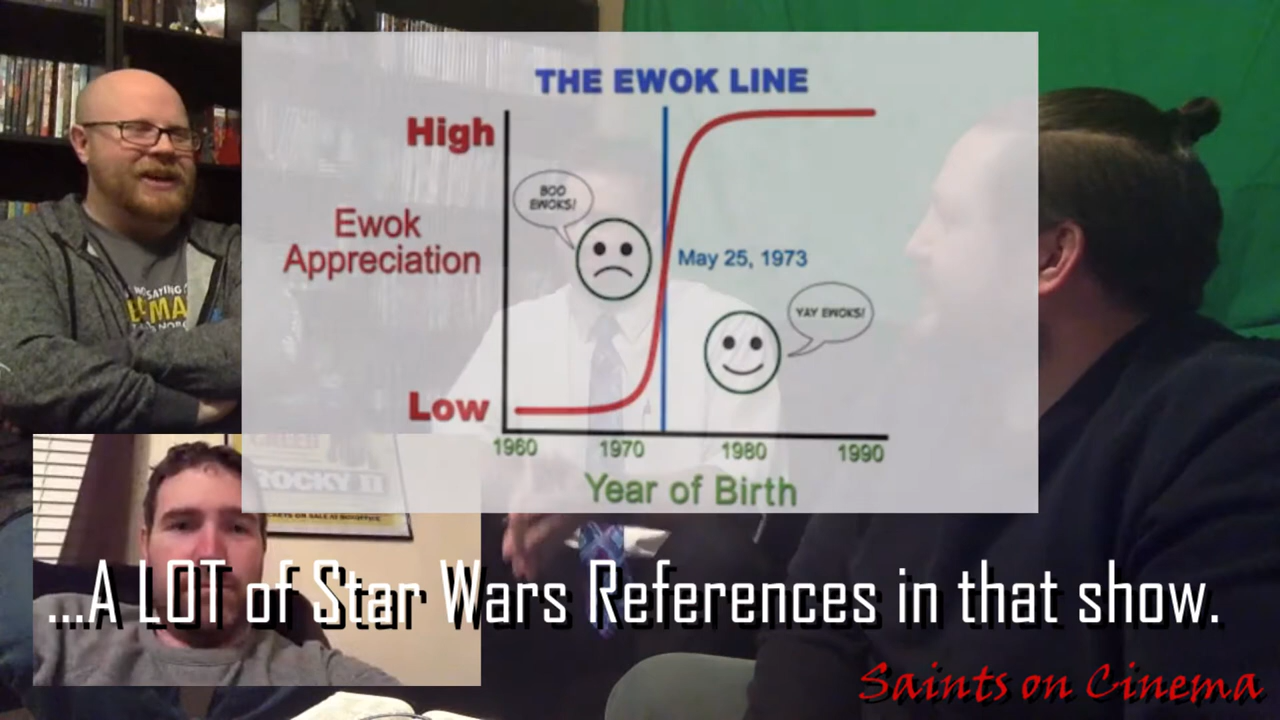 THE EWOK LINE
High
BOO
EWOKS!
Ewok
Appreciation
May 25, 1973
YAY EWOKS!
Low
1960 1970 1980 1990
Year of Birth
ROCKY II
...A LOT of Star Wars References in that show.
Saints on Cinema